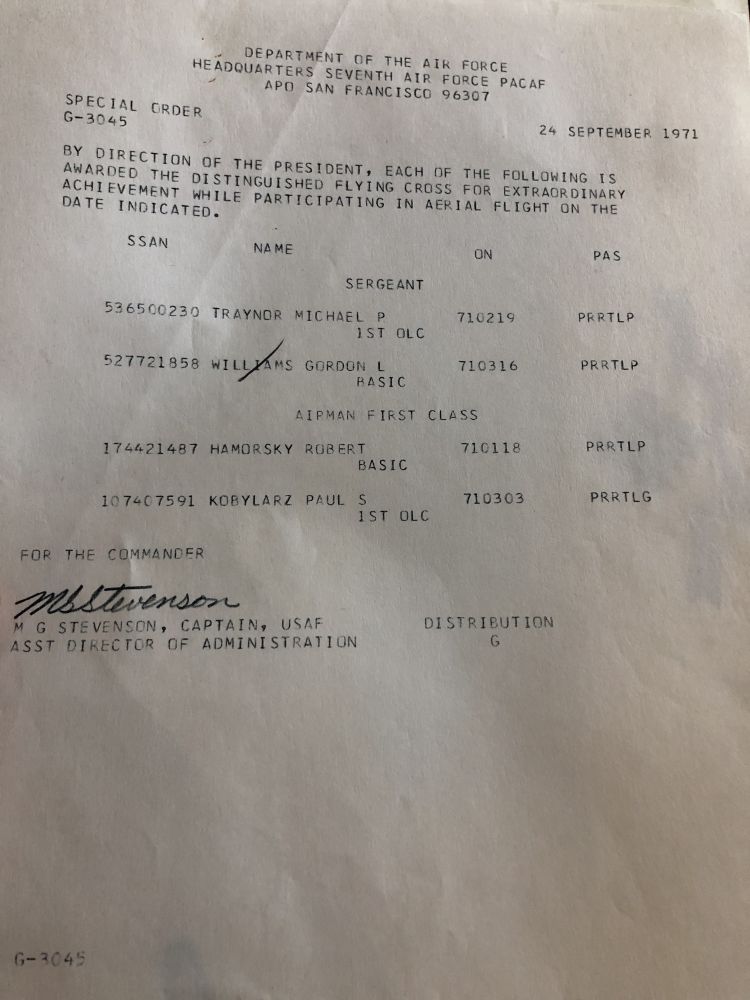 DEPARTMENT OF THE AIR FORCE
HEADQUARTERS SEVENTH AIR FORCE PACAF
APO SAN FRANCISCO 96307
SPECIAL ORDER
G-3045
24 SEPTEMBER 1971
BY DIRECTION OF THE PRESIDENT, EACH OF THE FOLLOWING IS
AWARDED THE DISTINGUISHED FLYING CROSS FOR EXTRAORDINARY
ACHIEVEMENT WHILE PARTICIPATING IN AERIAL FLIGHT ON THE
DATE INDICATED.
SSAN NAME ON PAS
SERGEANT
536500230 TRAYNOR MICHAEL P 710219 PRRTLP
1ST OLC
527721858 WILLIAMS GORDON L 710316 PRRTLP
BASIC
AIRMAN FIRST CLASS
174421487 HAMORSKY ROBERT 710118 PRRTLP
BASIC
107407591 KOBYLARZ PAUL S 710303 PRRTLG
1ST OLC
FOR THE COMMANDER
MGStevenson
M G STEVENSON, CAPTAIN, USAF DISTRIBUTION
ASST DIRECTOR OF ADMINISTRATION G
G-3045